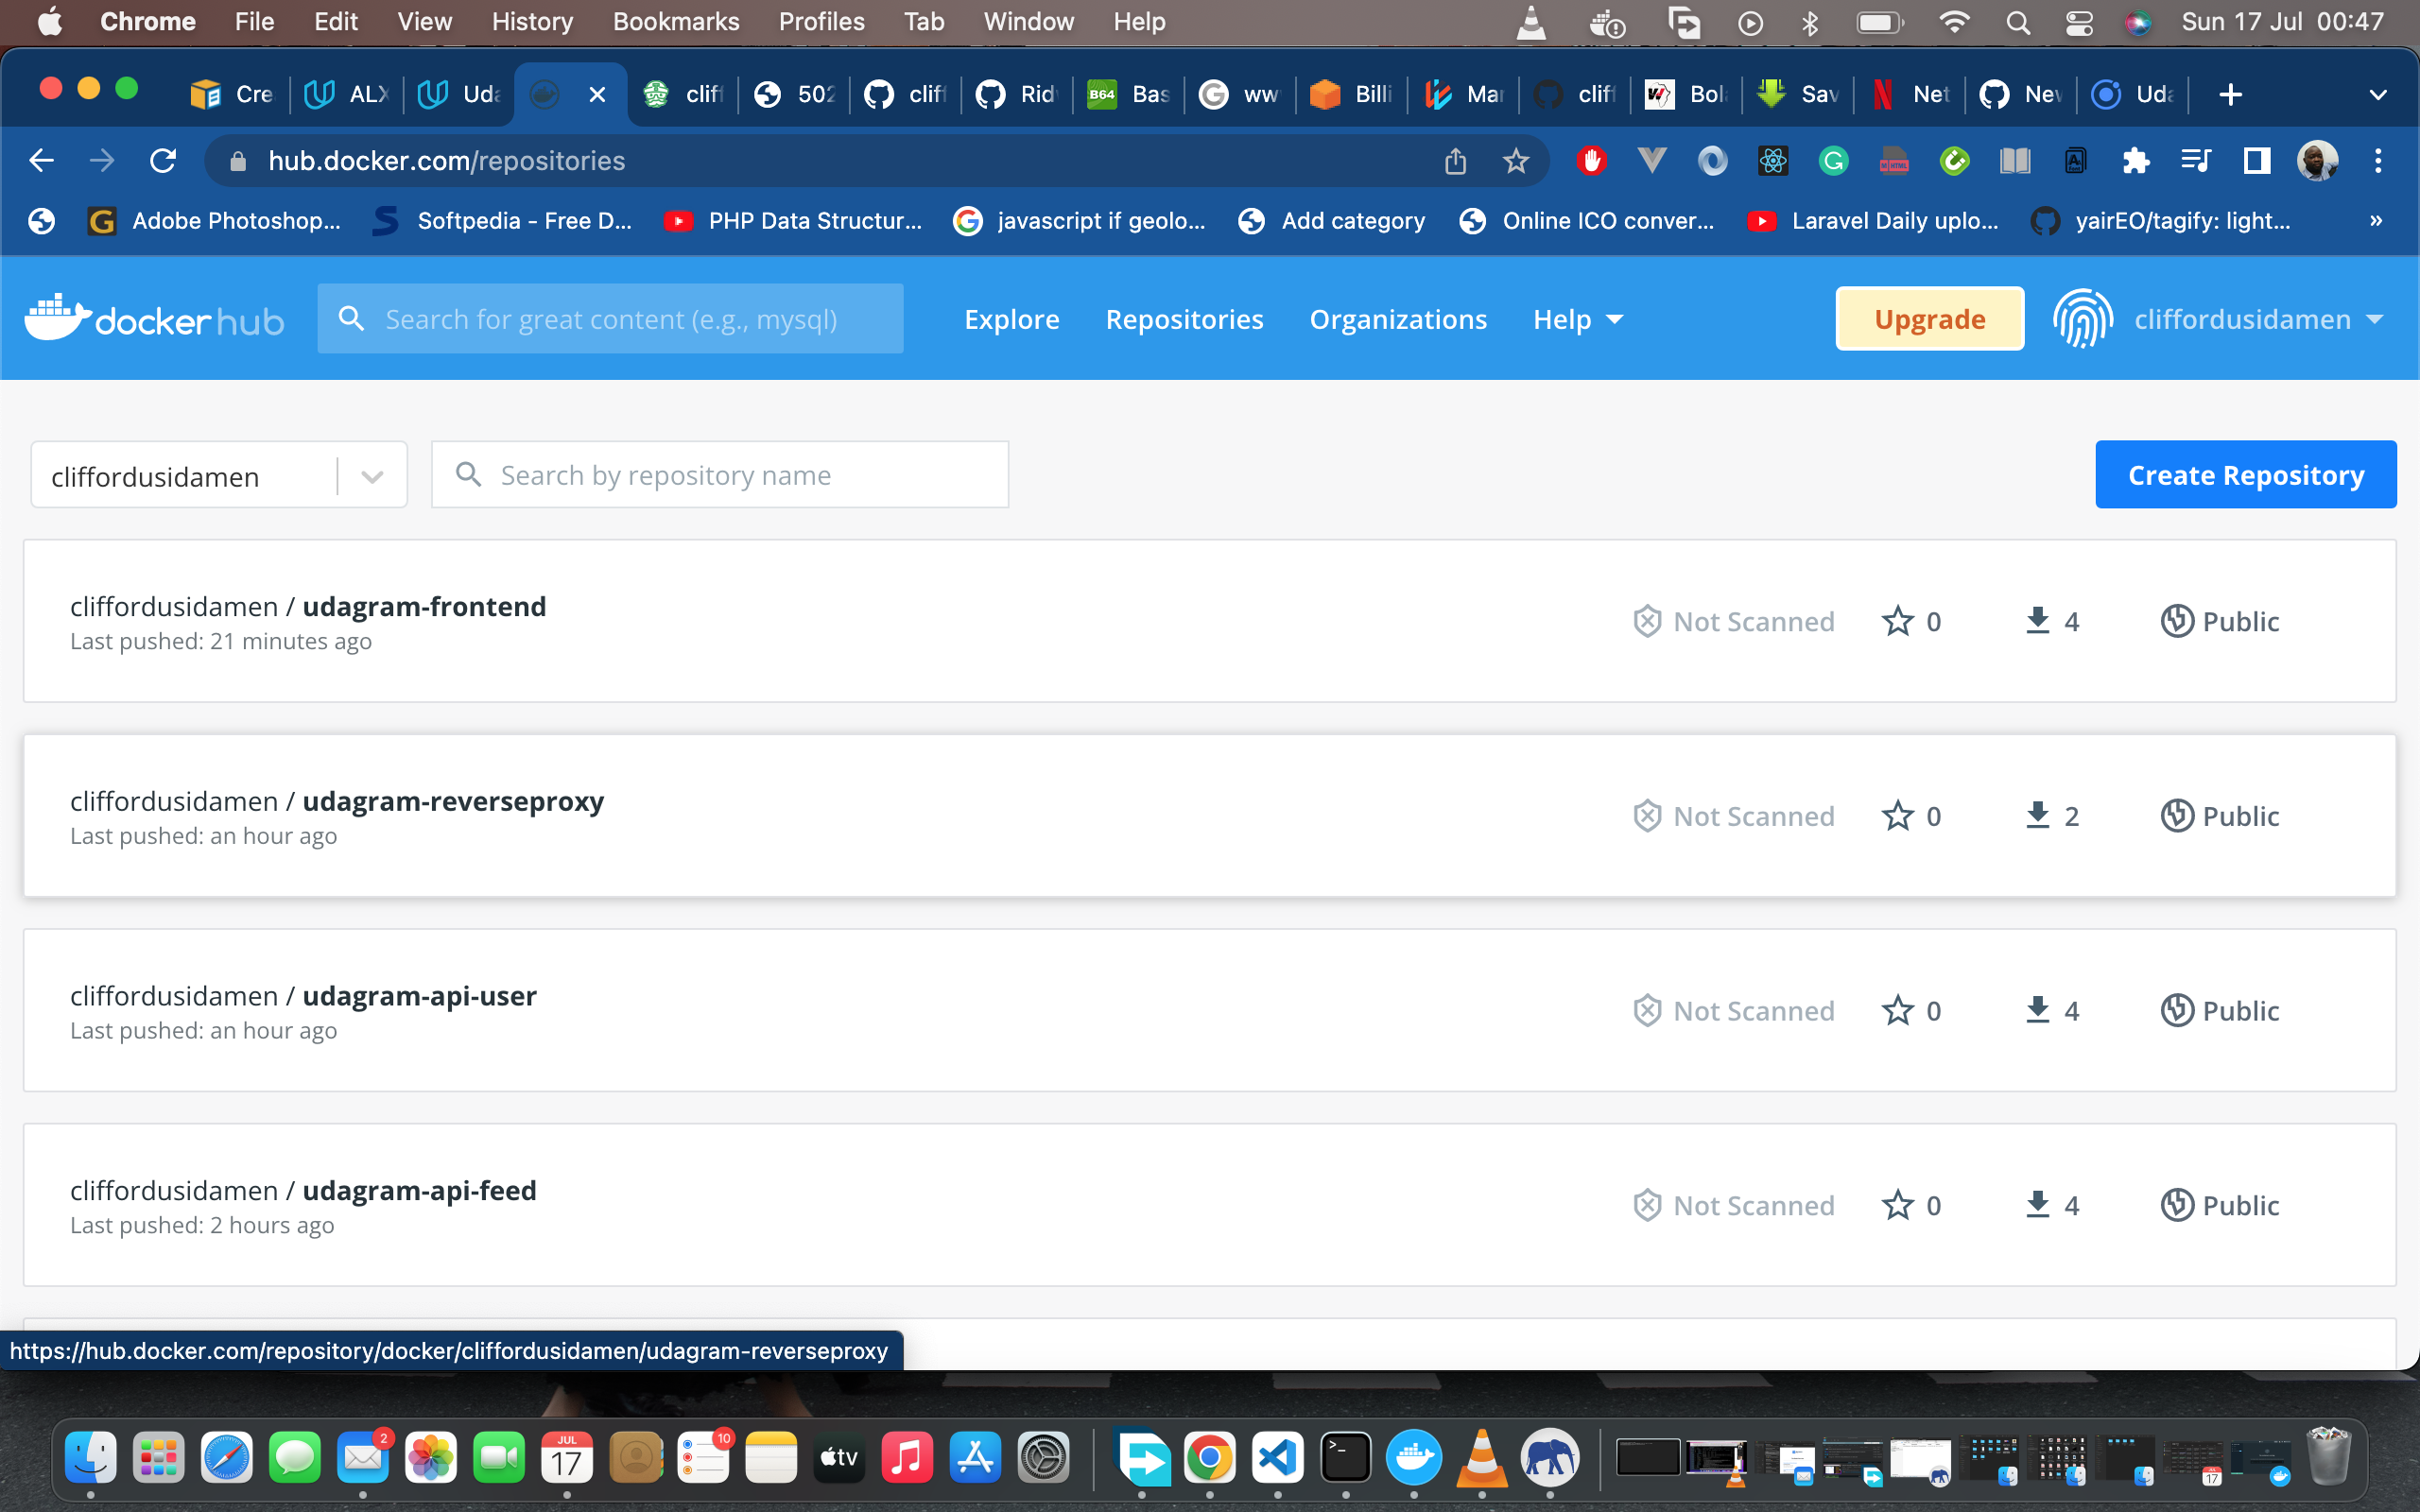 Chrome File Edit View History Bookmarks Profiles Tab Window Help Sun 17 Jul 00:47
Cre ALX Uda clif 502 clif Rid B64 Bas ww Billi Mar clif Bol Sav Net Nev Uda
hub.docker.com/repositories
Adobe Photoshop... Softpedia - Free D... PHP Data Structur... javascript if geolo... Add category Online ICO conver... Laravel Daily uplo... yairEO/tagify: light... »
docker hub Search for great content (e.g., mysql) Explore Repositories Organizations Help Upgrade cliffordusidamen
cliffordusidamen Search by repository name Create Repository
cliffordusidamen / udagram-frontend
Last pushed: 21 minutes ago
Not Scanned 0 4 Public
cliffordusidamen / udagram-reverseproxy
Last pushed: an hour ago
Not Scanned 0 2 Public
cliffordusidamen / udagram-api-user
Last pushed: an hour ago
Not Scanned 0 4 Public
cliffordusidamen / udagram-api-feed
Last pushed: 2 hours ago
Not Scanned 0 4 Public
https://hub.docker.com/repository/docker/cliffordusidamen/udagram-reverseproxy
2 JUL 17 10 tv